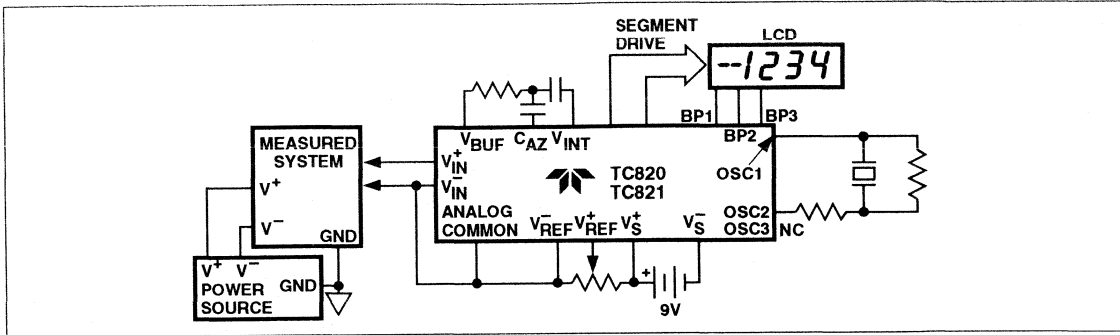 SEGMENT
DRIVE
LCD
--1234
BP1
BP2
BP3
VBUF
CAZ
VINT
MEASURED
SYSTEM
V+
V−
GND
V+IN
V−IN
TC820
TC821
OSC1
ANALOG
COMMON
V−REF
V+REF
V+S
V−S
OSC2
OSC3
NC
V+
V−
POWER
SOURCE
GND
+
9V